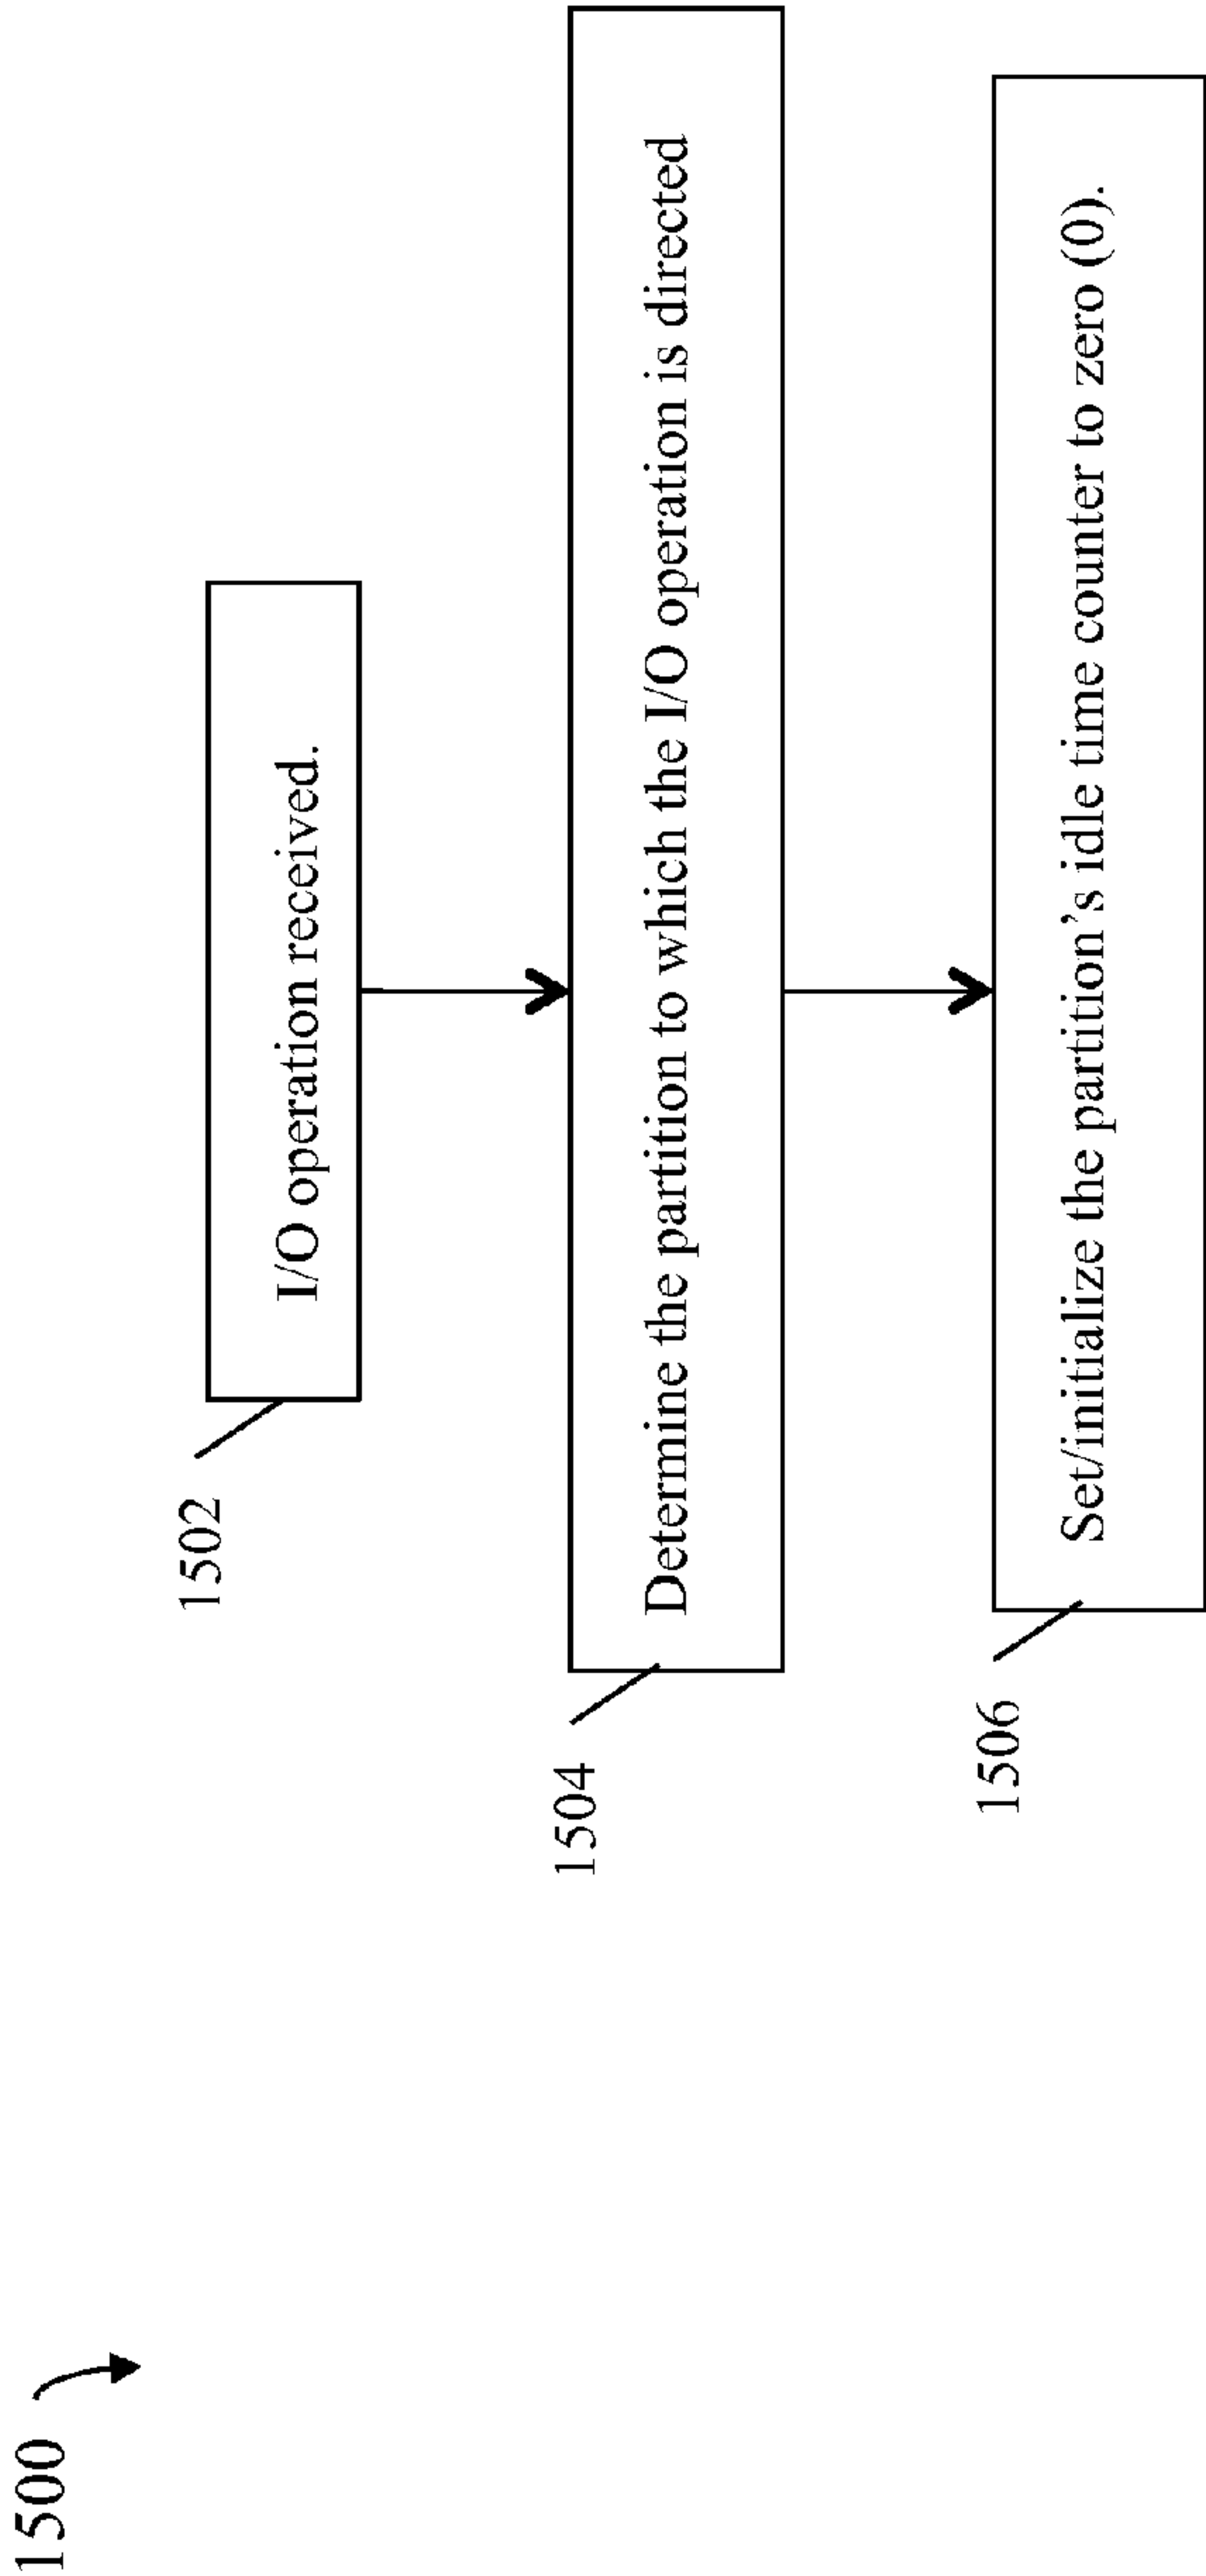 1500
1502
I/O operation received.
1504
Determine the partition to which the I/O operation is directed
1506
Set/initialize the partition’s idle time counter to zero (0).